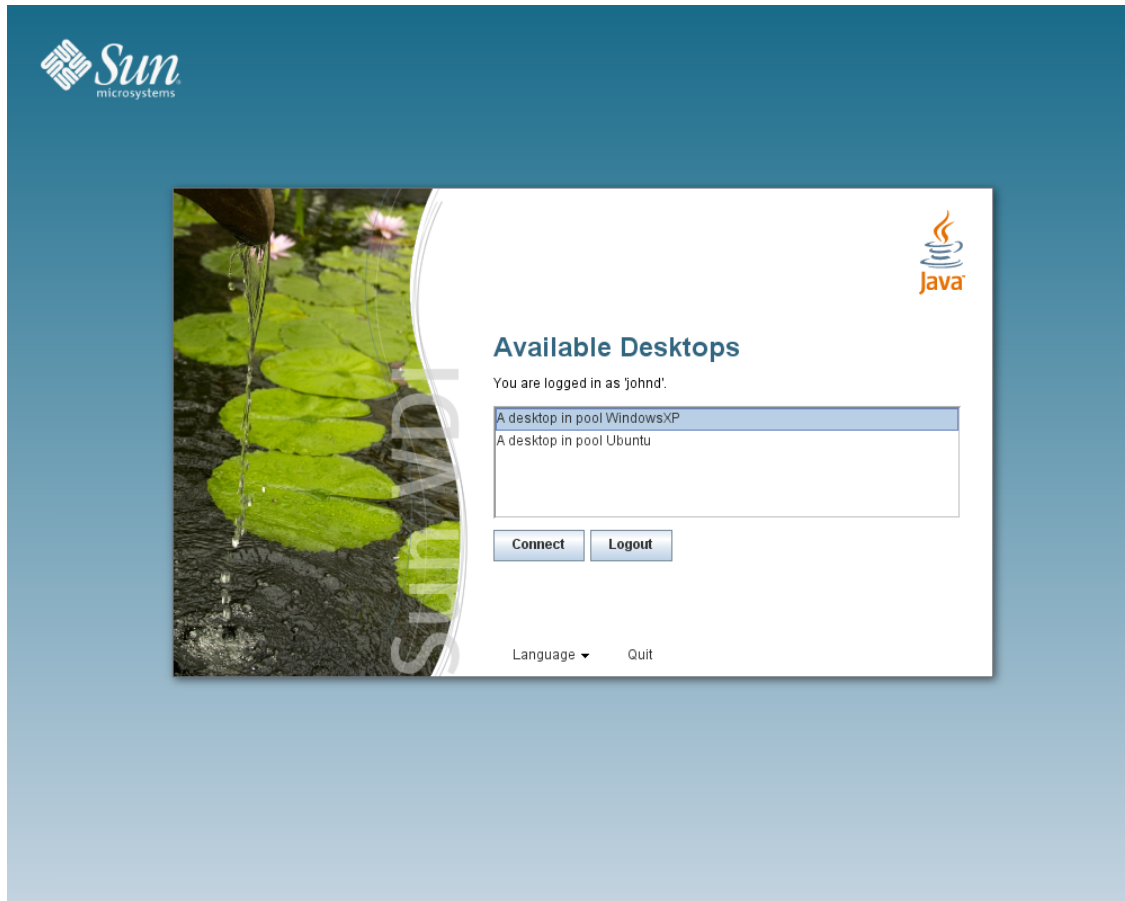 Sun
microsystems
Java
Sun VDI
Available Desktops
You are logged in as 'johnd'.
A desktop in pool WindowsXP
A desktop in pool Ubuntu
Connect Logout
Language Quit